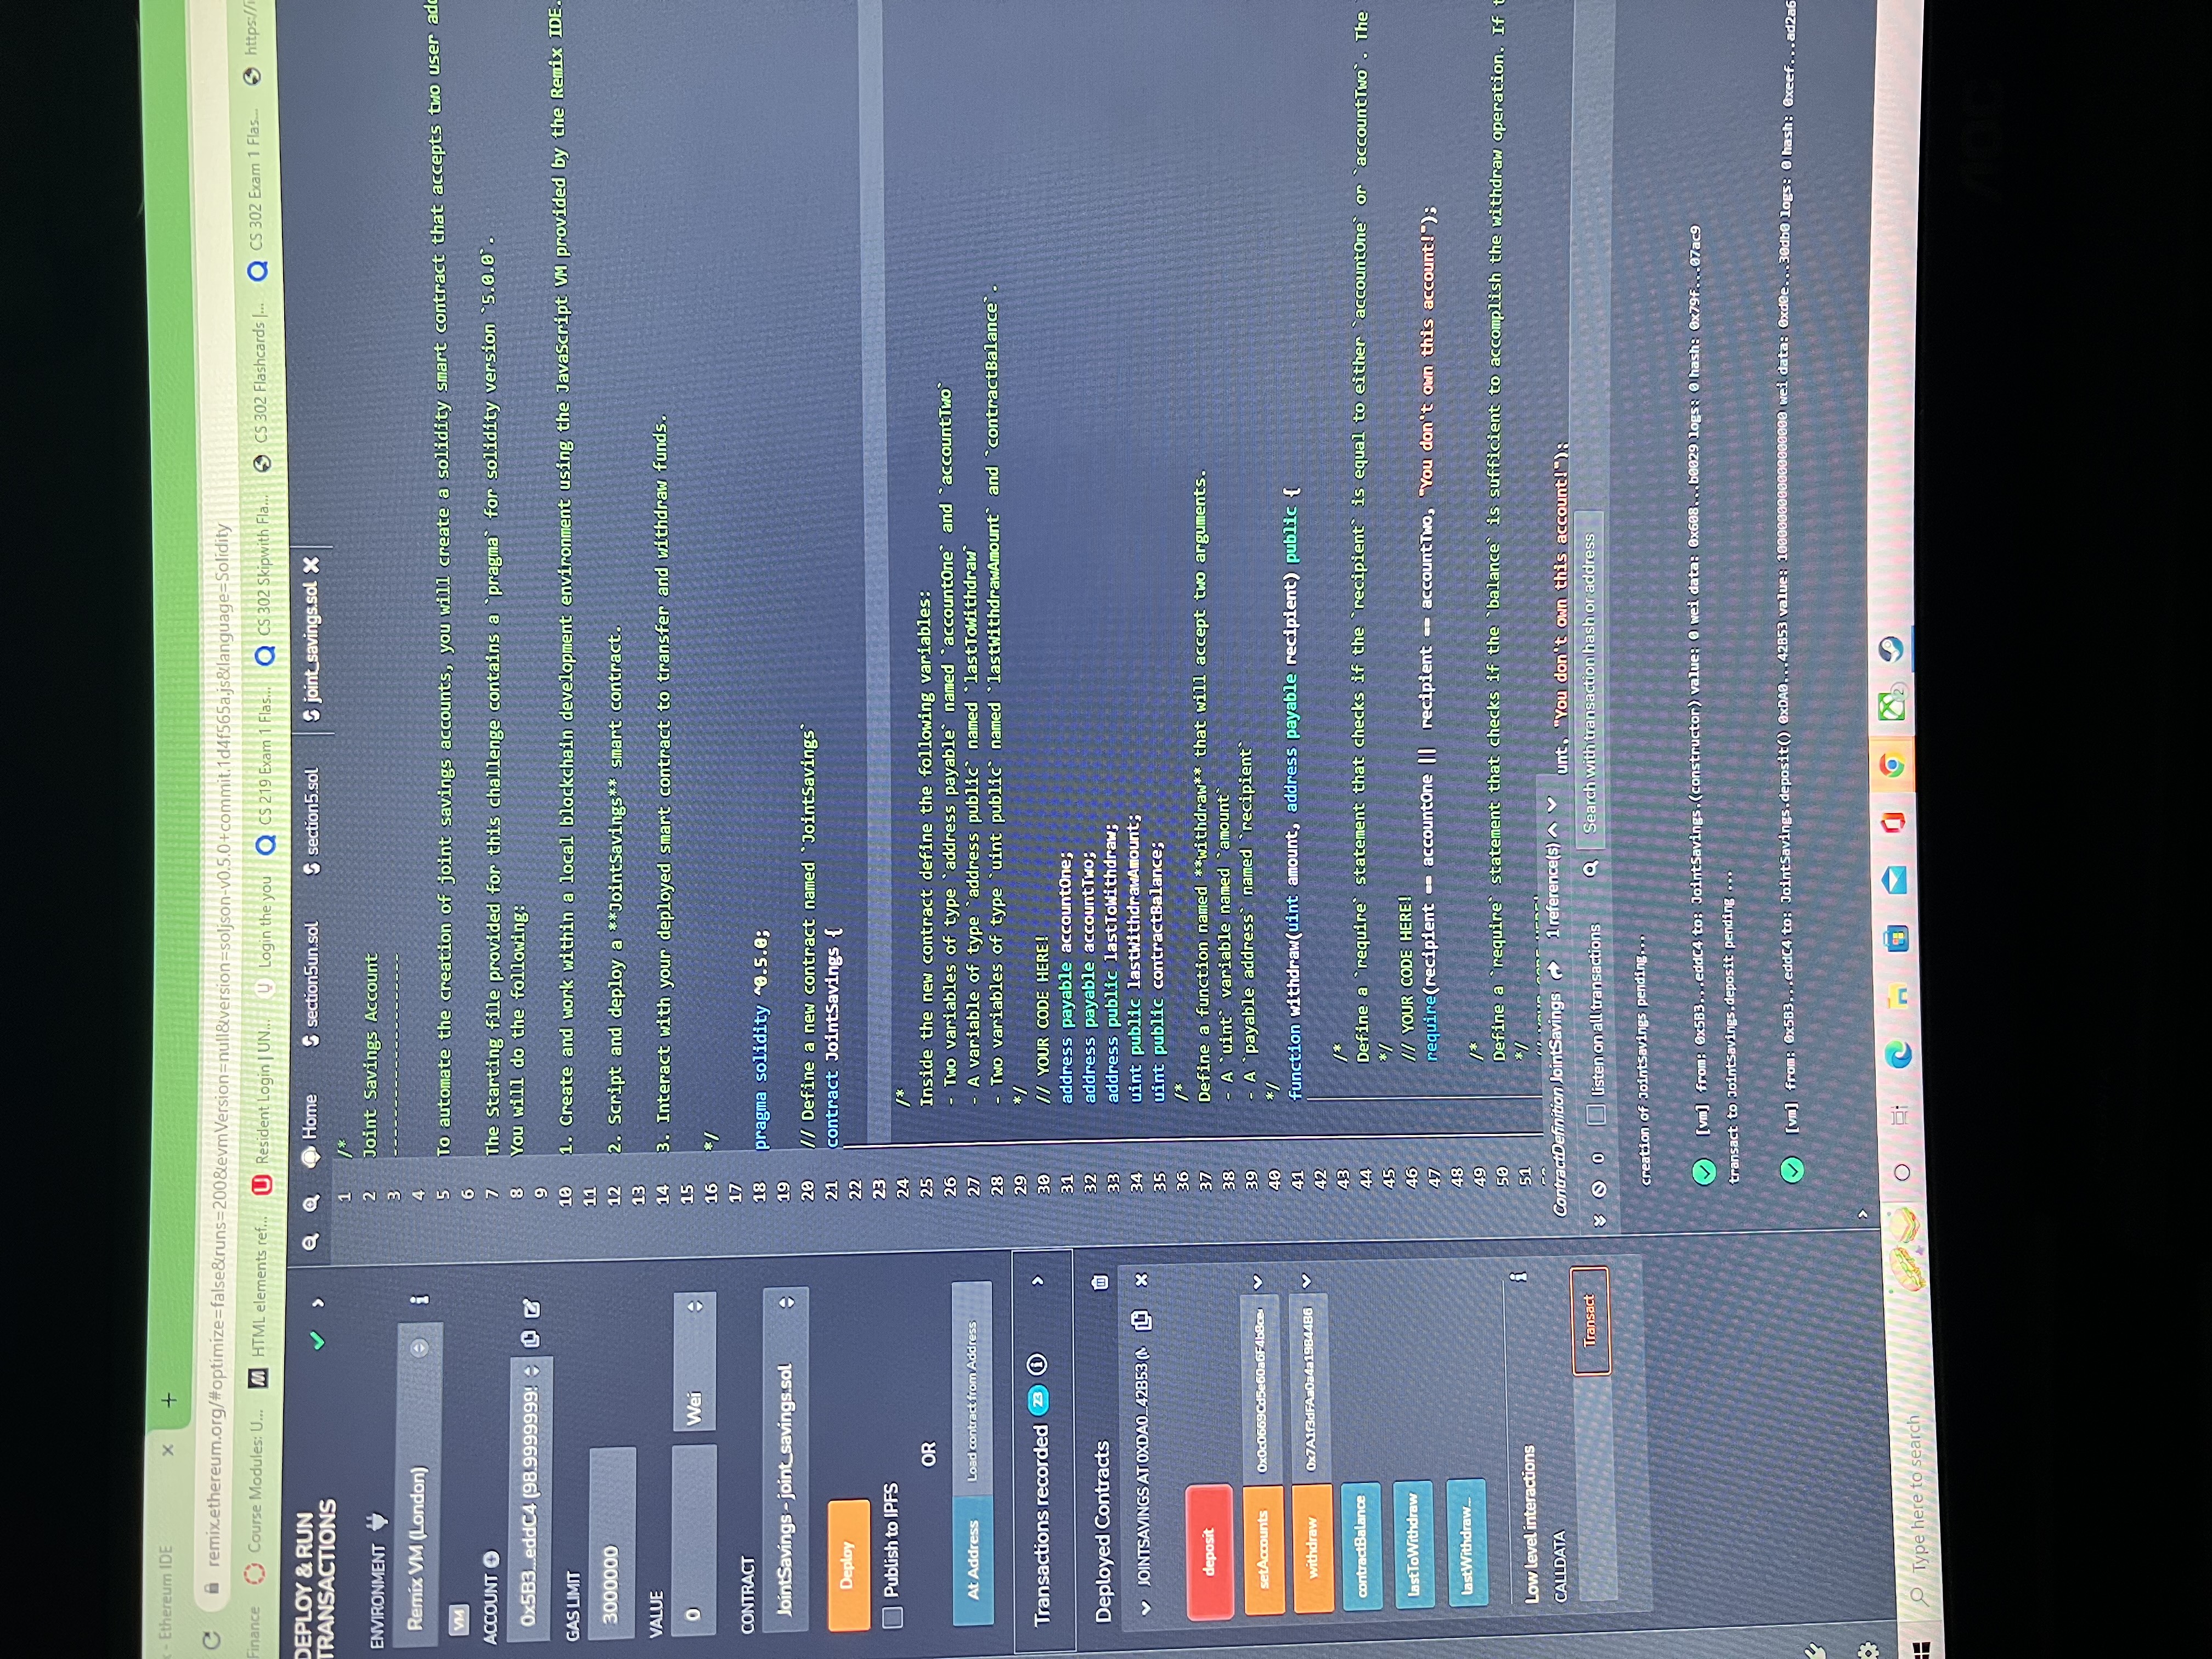 - Ethereum IDE
remix.ethereum.org/#optimize=false&runs=200&evmVersion=null&version=soljson-v0.5.0+commit.1d4f565a.js&language=Solidity
Finance
Course Modules: U...
HTML elements ref...
Resident Login | UN...
Login the you
CS 219 Exam 1 Flas...
CS 302 Skipwith Fla...
CS 302 Flashcards |...
CS 302 Exam 1 Flas...
https://i
DEPLOY & RUN
TRANSACTIONS
ENVIRONMENT
Remix VM (London)
VM
ACCOUNT
0x5B3...eddC4 (98.9999999
GAS LIMIT
3000000
VALUE
0
Wei
CONTRACT
JointSavings - joint_savings.sol
Deploy
Publish to IPFS
OR
At Address
Load contract from Address
Transactions recorded 23
Deployed Contracts
JOINTSAVINGS AT 0XDA0...42B53 (M
deposit
setAccounts
0x0c0669Cd5e60a6F4b8ce
withdraw
0x7A1f3dFAa0a4a19844B6
contractBalance
lastToWithdraw
lastWithdraw...
Low level interactions
CALLDATA
Transact
Home
section5un.sol
section5.sol
joint_savings.sol
1 /*
2 Joint Savings Account
3 ---------------------
4
5 To automate the creation of joint savings accounts, you will create a solidity smart contract that accepts two user add
6
7 The Starting file provided for this challenge contains a `pragma` for solidity version `5.0.0`.
8 You will do the following:
9
10 1. Create and work within a local blockchain development environment using the JavaScript VM provided by the Remix IDE.
11
12 2. Script and deploy a **JointSavings** smart contract.
13
14 3. Interact with your deployed smart contract to transfer and withdraw funds.
15
16 */
17
18 pragma solidity ^0.5.0;
19
20 // Define a new contract named `JointSavings`
21 contract JointSavings {
22
23
24 /*
25 Inside the new contract define the following variables:
26 - Two variables of type `address payable` named `accountOne` and `accountTwo`
27 - A variable of type `address public` named `lastToWithdraw`
28 - Two variables of type `uint public` named `lastWithdrawAmount` and `contractBalance`.
29 */
30 // YOUR CODE HERE!
31 address payable accountOne;
32 address payable accountTwo;
33 address public lastToWithdraw;
34 uint public lastWithdrawAmount;
35 uint public contractBalance;
36 /*
37 Define a function named **withdraw** that will accept two arguments.
38 - A `uint` variable named `amount`
39 - A `payable address` named `recipient`
40 */
41 function withdraw(uint amount, address payable recipient) public {
42
43 /*
44 Define a `require` statement that checks if the `recipient` is equal to either `accountOne` or `accountTwo`. The
45 */
46 // YOUR CODE HERE!
47 require(recipient == accountOne || recipient == accountTwo, "You don't own this account!");
48
49 /*
50 Define a `require` statement that checks if the `balance` is sufficient to accomplish the withdraw operation. If t
51 */
// YOUR CODE HERE!
ContractDefinition JointSavings 1 reference(s)
unt, "You don't own this account!");
0
listen on all transactions
Search with transaction hash or address
creation of JointSavings pending...
[vm] from: 0x5B3...eddC4 to: JointSavings.(constructor) value: 0 wei data: 0x608...b0029 logs: 0 hash: 0x79f...07ac9
transact to JointSavings.deposit pending ...
[vm] from: 0x5B3...eddC4 to: JointSavings.deposit() 0xDA0...42B53 value: 1000000000000000000 wei data: 0xd0e...30db0 logs: 0 hash: 0xeef...ad2a6
>
Type here to search
2
AOC